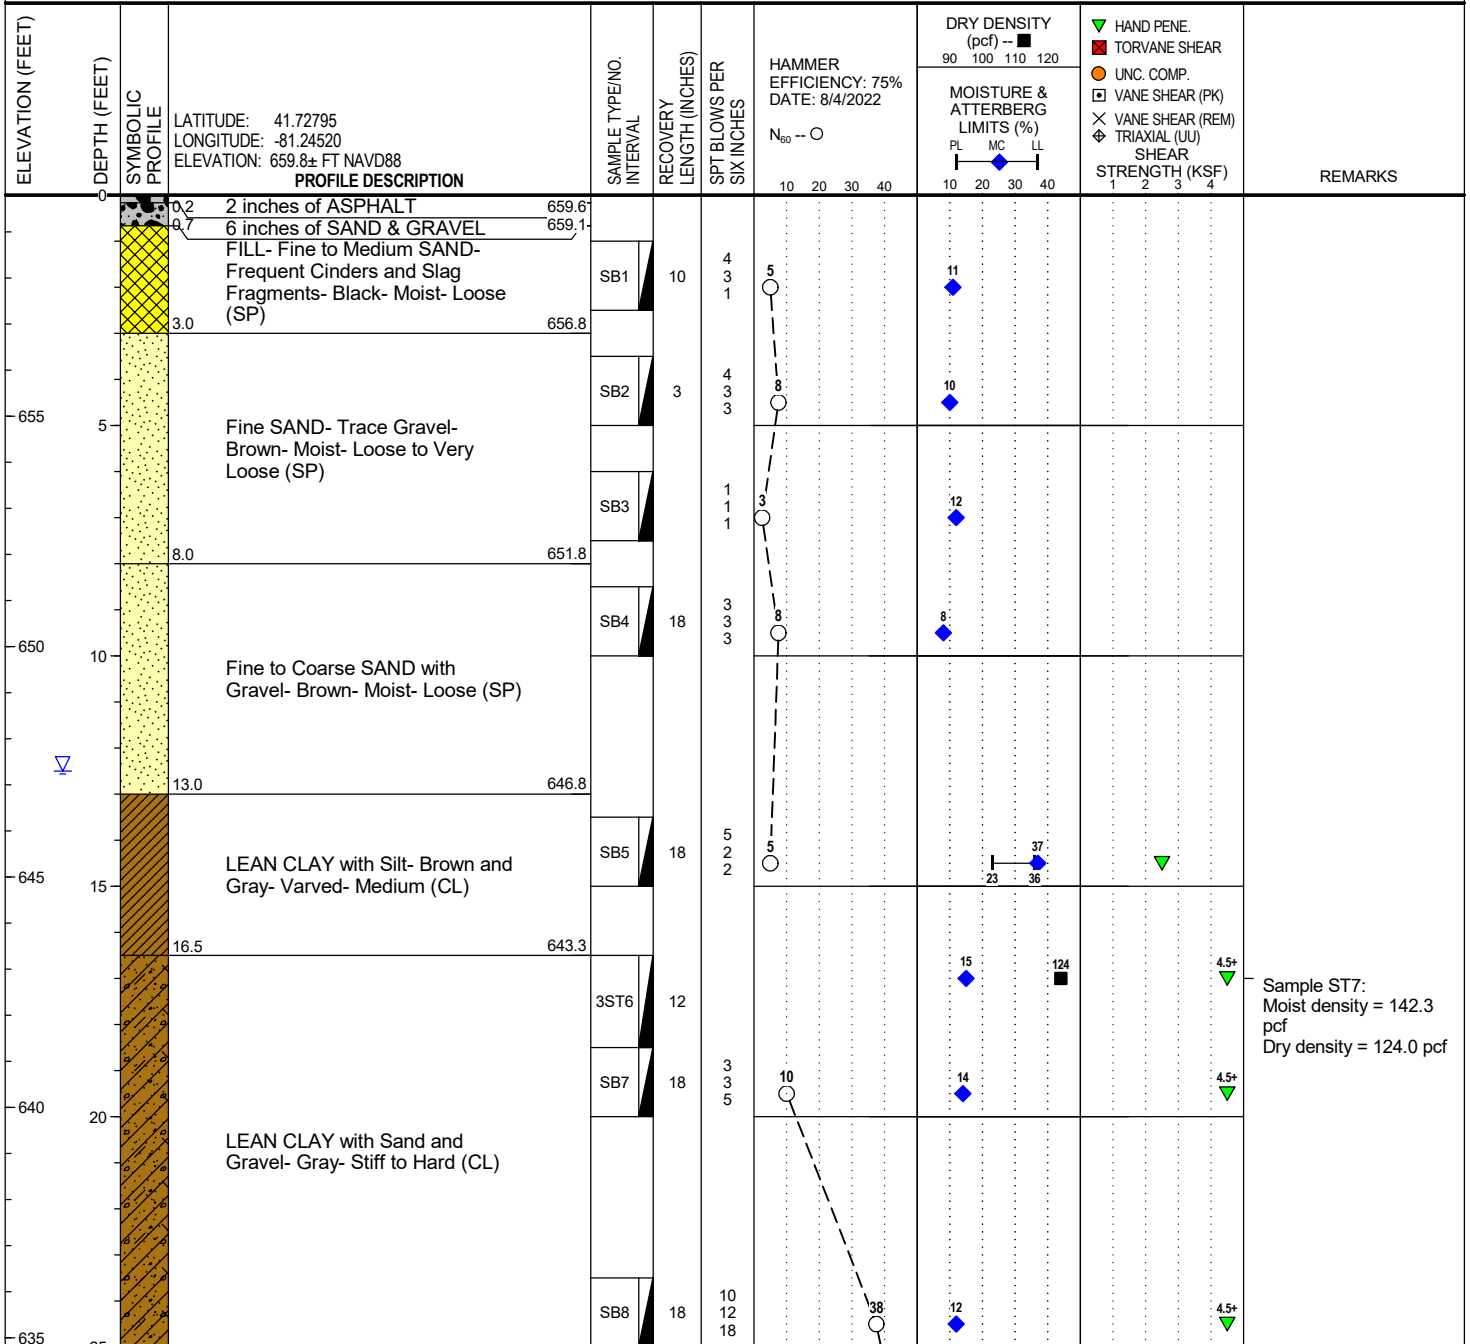 ELEVATION (FEET)
DEPTH (FEET)
SYMBOLIC
PROFILE
LATITUDE: 41.72795
LONGITUDE: -81.24520
ELEVATION: 659.8± FT NAVD88
PROFILE DESCRIPTION
SAMPLE TYPE/NO.
INTERVAL
RECOVERY
LENGTH (INCHES)
SPT BLOWS PER
SIX INCHES
HAMMER
EFFICIENCY: 75%
DATE: 8/4/2022
N60 --
10 20 30 40
DRY DENSITY
(pcf) --
90 100 110 120
MOISTURE &
ATTERBERG
LIMITS (%)
PL MC LL
10 20 30 40
HAND PENE.
TORVANE SHEAR
UNC. COMP.
VANE SHEAR (PK)
VANE SHEAR (REM)
TRIAXIAL (UU)
SHEAR
STRENGTH (KSF)
1 2 3 4
REMARKS
0
0.2 2 inches of ASPHALT 659.6
0.7 6 inches of SAND & GRAVEL 659.1
FILL- Fine to Medium SAND-
Frequent Cinders and Slag
Fragments- Black- Moist- Loose
(SP)
3.0 656.8
SB1 10
4
3
1
5 11
SB2 3
4
3
3
8 10
655
5
Fine SAND- Trace Gravel-
Brown- Moist- Loose to Very
Loose (SP)
SB3
1
1
1
3 12
8.0 651.8
SB4 18
3
3
3
8 8
650
10
Fine to Coarse SAND with
Gravel- Brown- Moist- Loose (SP)
13.0 646.8
SB5 18
5
2
2
5 37
23 36
LEAN CLAY with Silt- Brown and
Gray- Varved- Medium (CL)
645
15
16.5 643.3
3ST6 12
15 124 4.5+
Sample ST7:
Moist density = 142.3
pcf
Dry density = 124.0 pcf
SB7 18
3
3
5
10 14 4.5+
640
20
LEAN CLAY with Sand and
Gravel- Gray- Stiff to Hard (CL)
SB8 18
10
12
18
38 12 4.5+
635
25